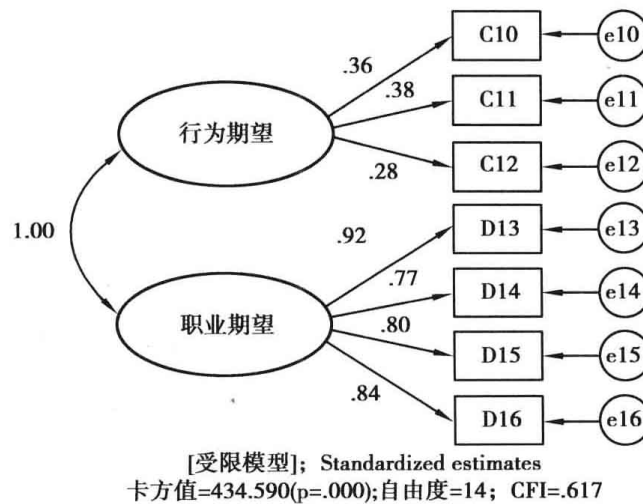 C10
e10
.36
C11
e11
.38
行为期望
C12
e12
.28
1.00
D13
e13
.92
D14
e14
.77
职业期望
D15
e15
.80
D16
e16
.84
[受限模型]；Standardized estimates
卡方值=434.590(p=.000);自由度=14；CFI=.617